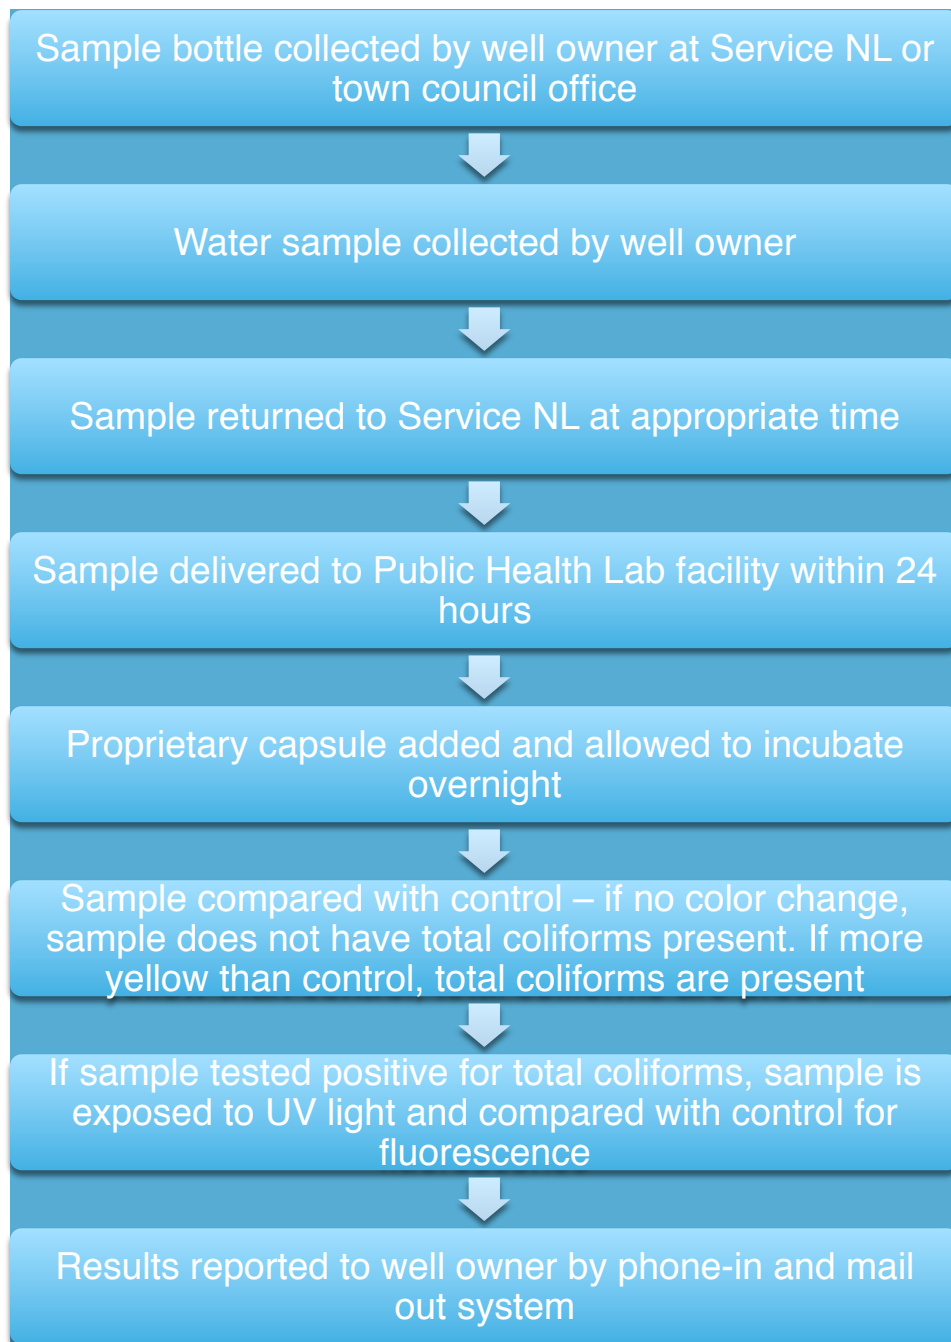 Sample bottle collected by well owner at Service NL or
town council office
Water sample collected by well owner
Sample returned to Service NL at appropriate time
Sample delivered to Public Health Lab facility within 24
hours
Proprietary capsule added and allowed to incubate
overnight
Sample compared with control – if no color change,
sample does not have total coliforms present. If more
yellow than control, total coliforms are present
If sample tested positive for total coliforms, sample is
exposed to UV light and compared with control for
fluorescence
Results reported to well owner by phone-in and mail
out system